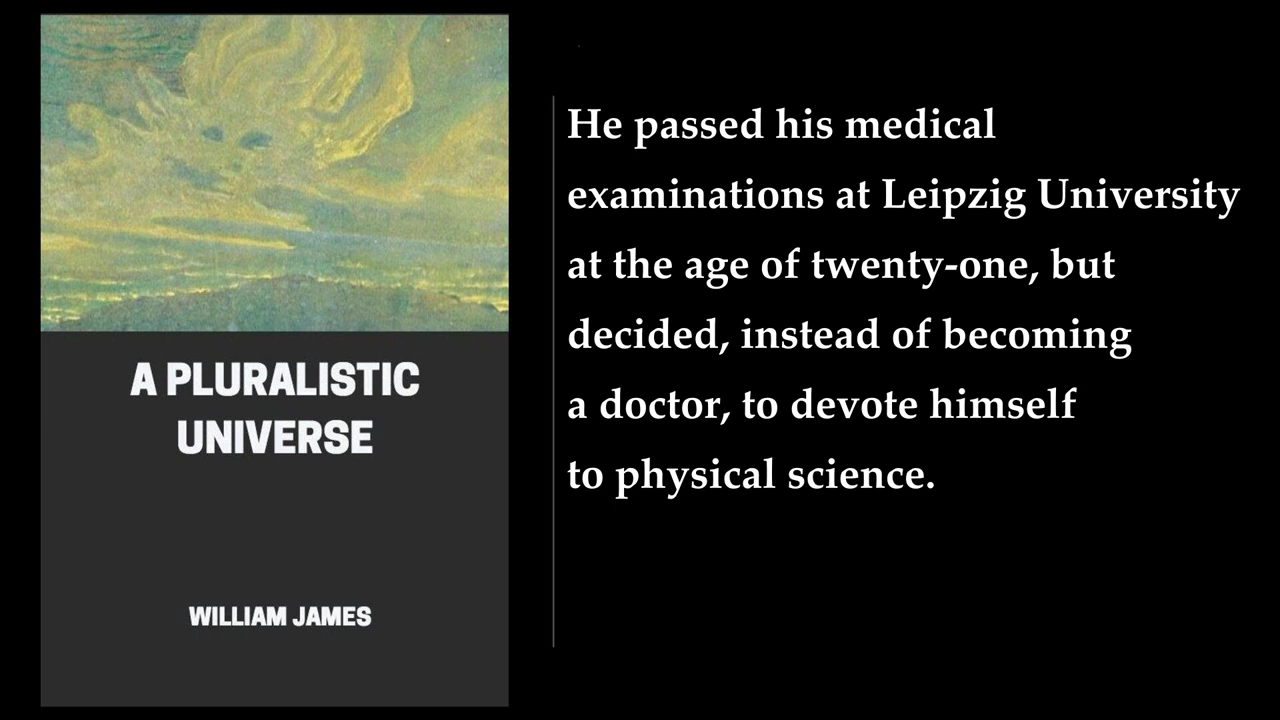 A PLURALISTIC
UNIVERSE
WILLIAM JAMES
He passed his medical
examinations at Leipzig University
at the age of twenty-one, but
decided, instead of becoming
a doctor, to devote himself
to physical science.